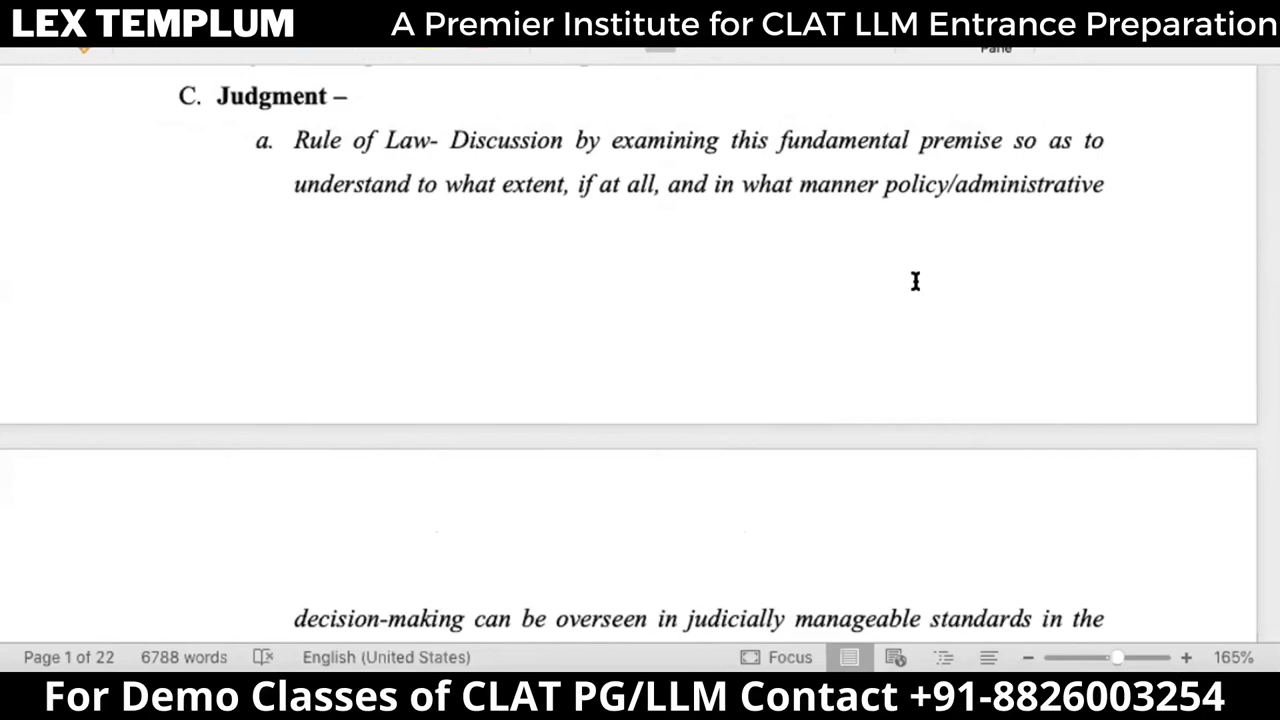 LEX TEMPLUM
A Premier Institute for CLAT LLM Entrance Preparation
Pane
C. Judgment –
a. Rule of Law- Discussion by examining this fundamental premise so as to
understand to what extent, if at all, and in what manner policy/administrative
decision-making can be overseen in judicially manageable standards in the
Page 1 of 22 6788 words English (United States) Focus 165%
For Demo Classes of CLAT PG/LLM Contact +91-8826003254